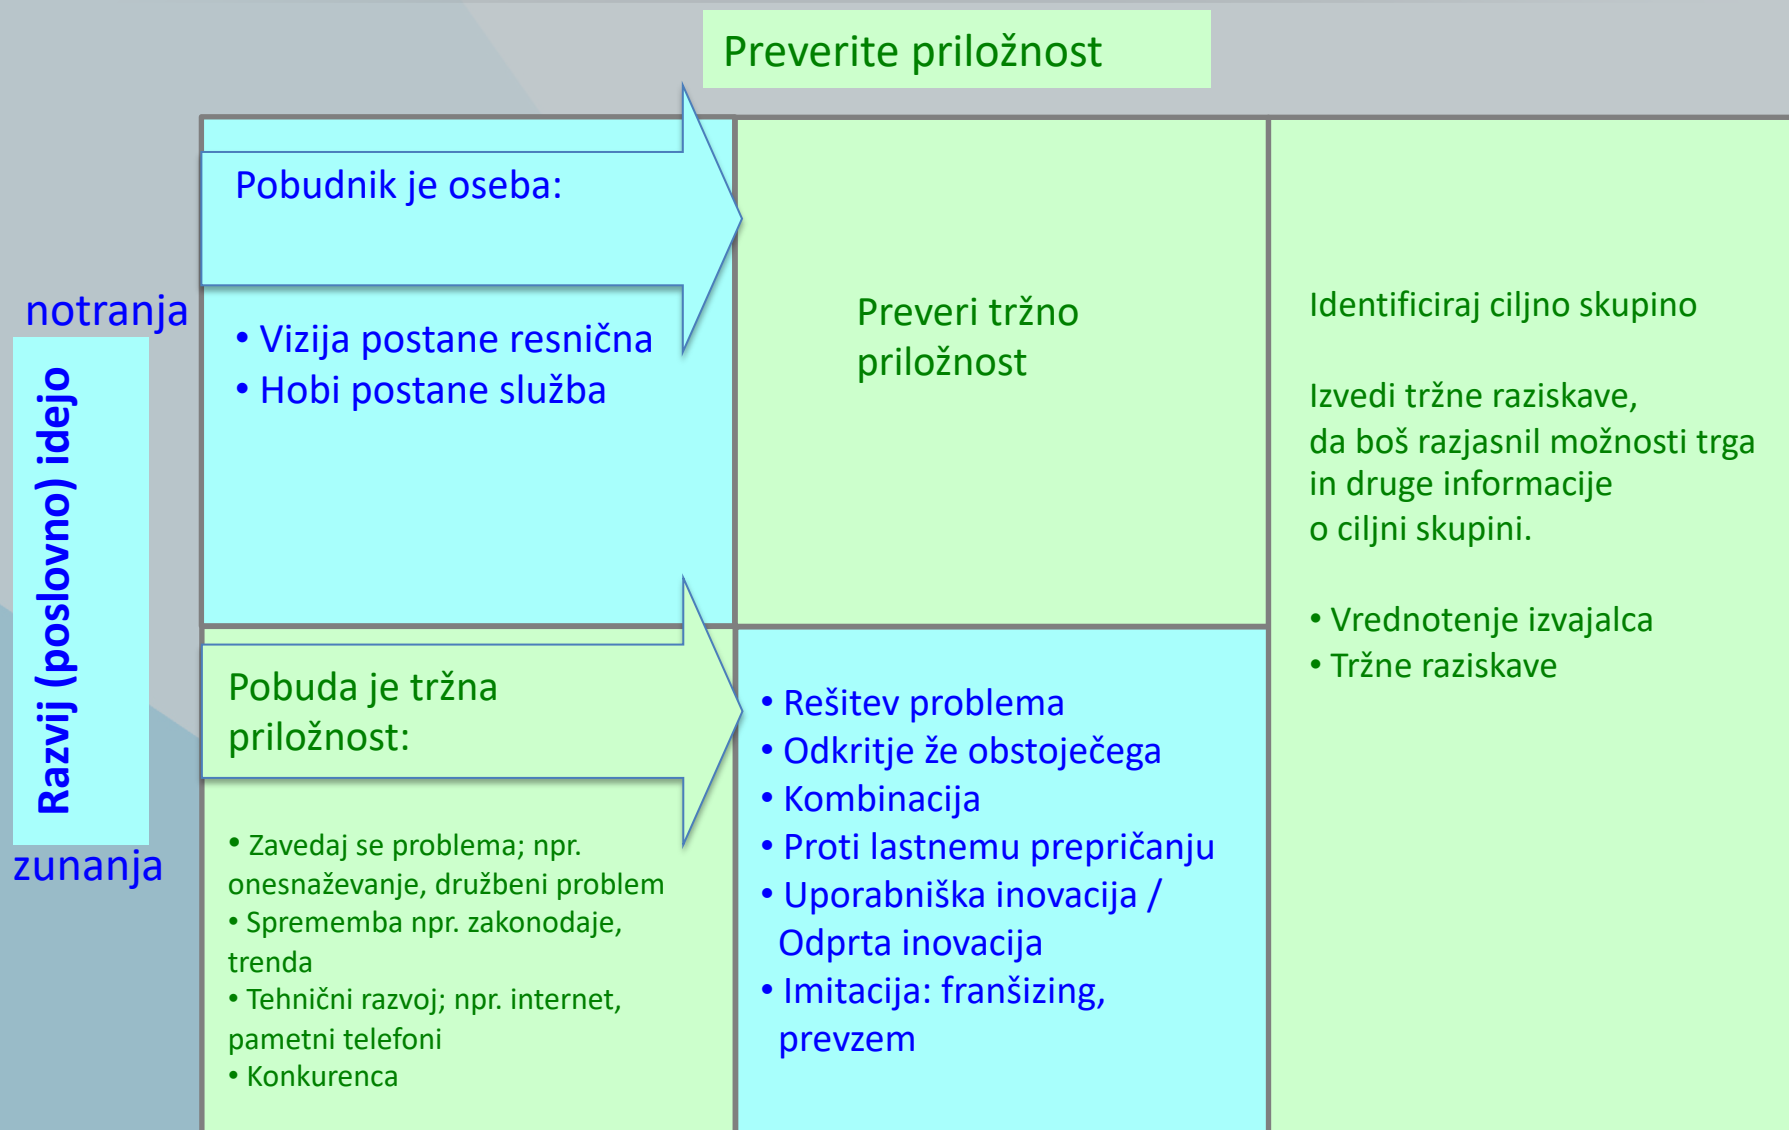 Preverite priložnost
notranja
Razvij (poslovno) idejo
zunanja
Pobudnik je oseba:
• Vizija postane resnična
• Hobi postane služba
Preveri tržno
priložnost
Identificiraj ciljno skupino
Izvedi tržne raziskave,
da boš razjasnil možnosti trga
in druge informacije
o ciljni skupini.
• Vrednotenje izvajalca
• Tržne raziskave
Pobuda je tržna
priložnost:
• Zavedaj se problema; npr.
onesnaževanje, družbeni problem
• Sprememba npr. zakonodaje,
trenda
• Tehnični razvoj; npr. internet,
pametni telefoni
• Konkurenca
• Rešitev problema
• Odkritje že obstoječega
• Kombinacija
• Proti lastnemu prepričanju
• Uporabniška inovacija /
Odprta inovacija
• Imitacija: franšizing,
prevzem